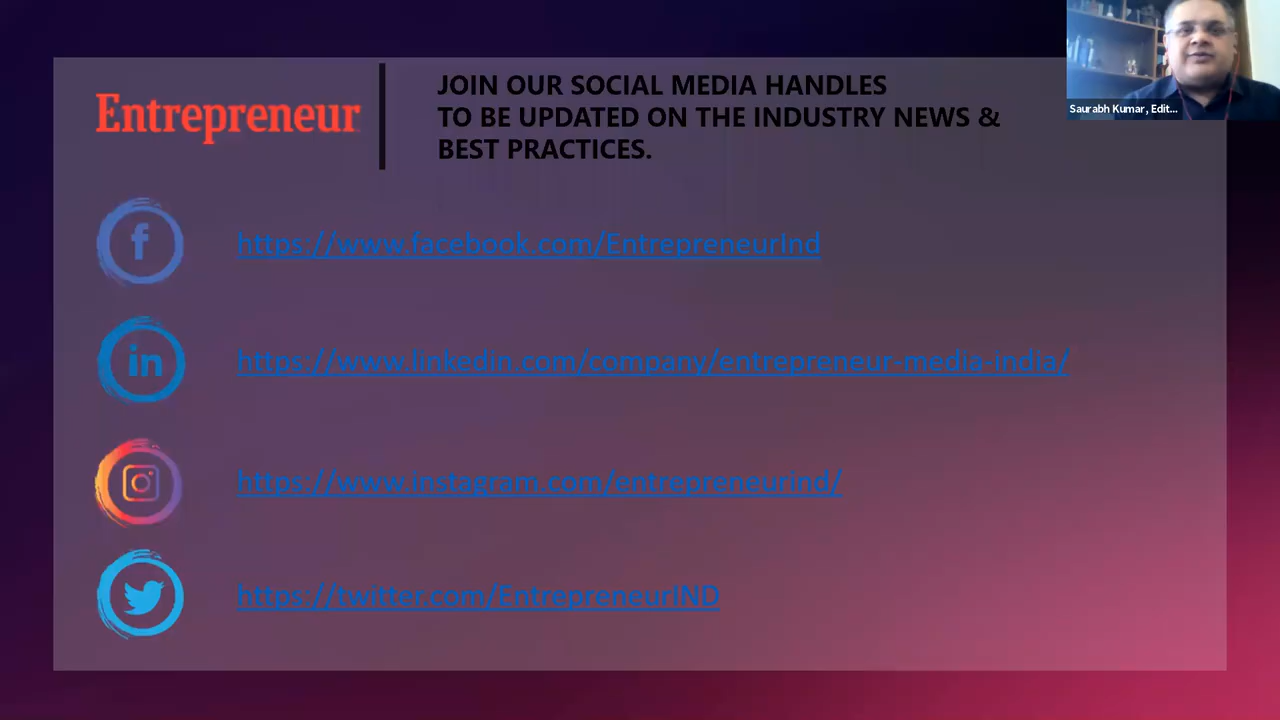 Entrepreneur
JOIN OUR SOCIAL MEDIA HANDLES
TO BE UPDATED ON THE INDUSTRY NEWS &
BEST PRACTICES.
Saurabh Kumar, Edit...
f
https://www.facebook.com/EntrepreneurInd
in
https://www.linkedin.com/company/entrepreneur-media-india/
https://www.instagram.com/entrepreneurind/
https://twitter.com/EntrepreneurIND